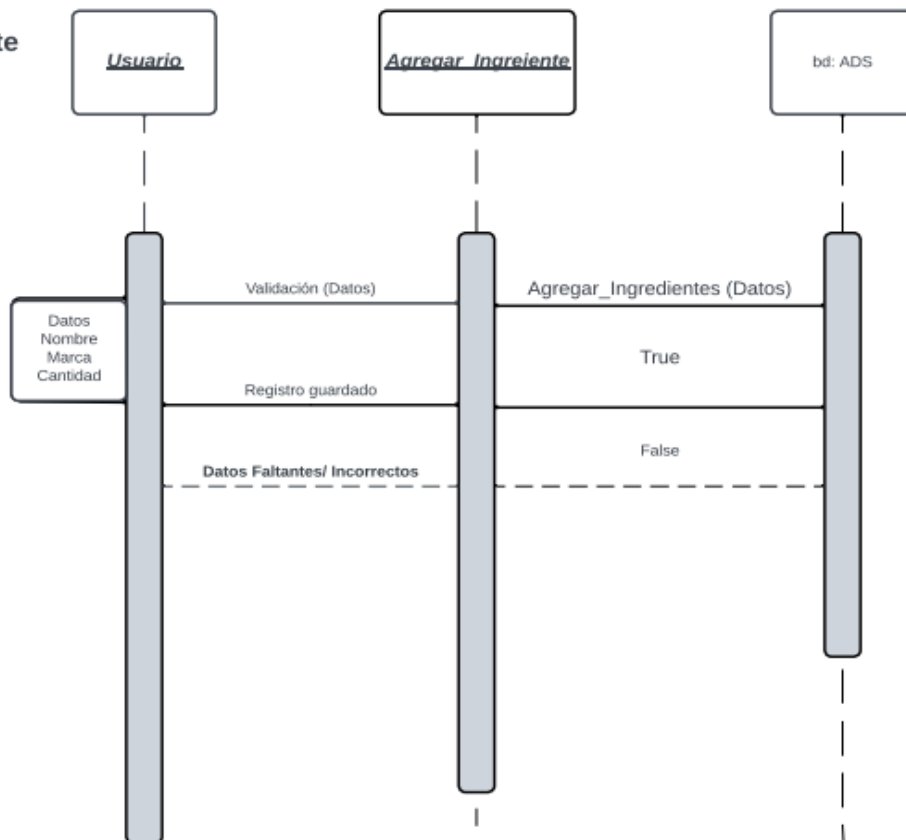 te
Usuario
Agregar_Ingreiente
bd: ADS
Validación (Datos)
Agregar_Ingredientes (Datos)
Datos
Nombre
Marca
Cantidad
True
Registro guardado
False
Datos Faltantes/ Incorrectos